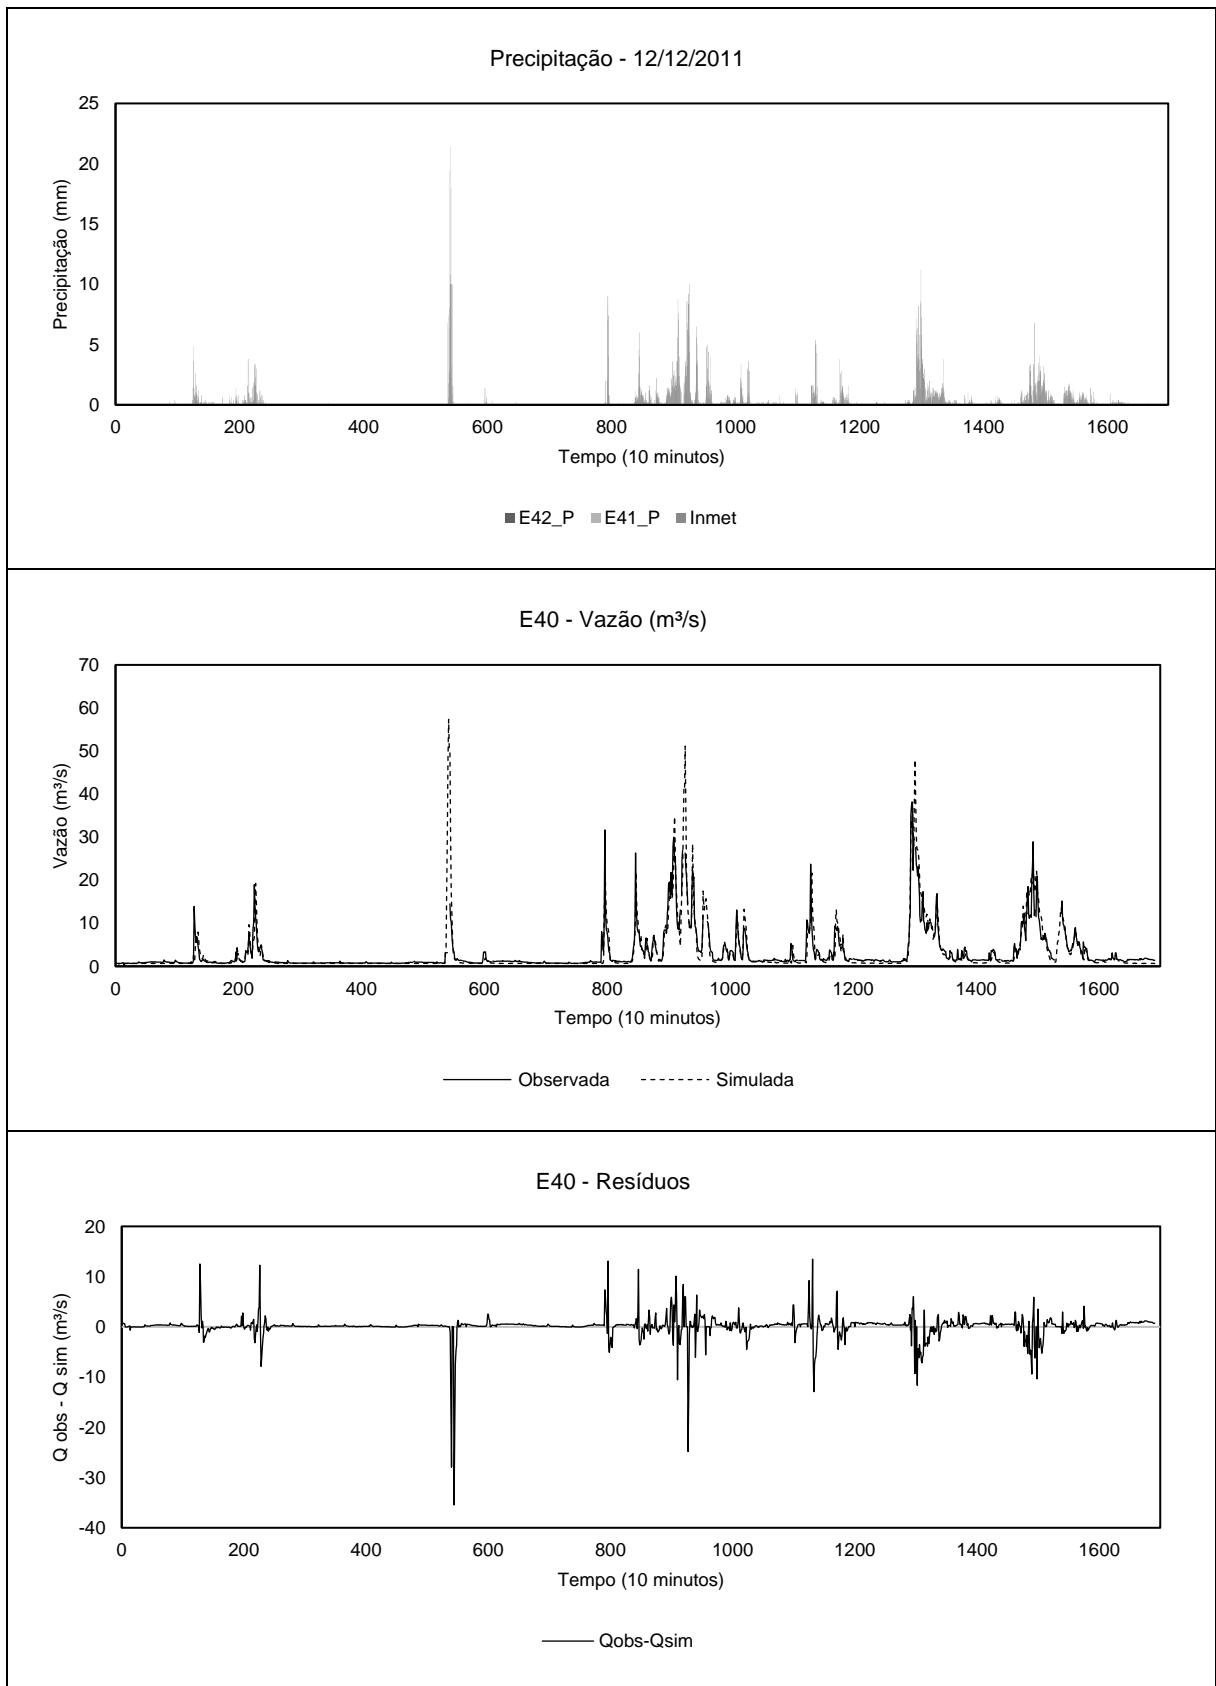 Precipitação - 12/12/2011
25
20
15
10
5
0
Precipitação (mm)
0 200 400 600 800 1000 1200 1400 1600
Tempo (10 minutos)
E42_P E41_P Inmet
E40 - Vazão (m³/s)
70
60
50
40
30
20
10
0
Vazão (m³/s)
0 200 400 600 800 1000 1200 1400 1600
Tempo (10 minutos)
Observada Simulada
E40 - Resíduos
20
10
0
-10
-20
-30
-40
Q obs - Q sim (m³/s)
0 200 400 600 800 1000 1200 1400 1600
Tempo (10 minutos)
Qobs-Qsim